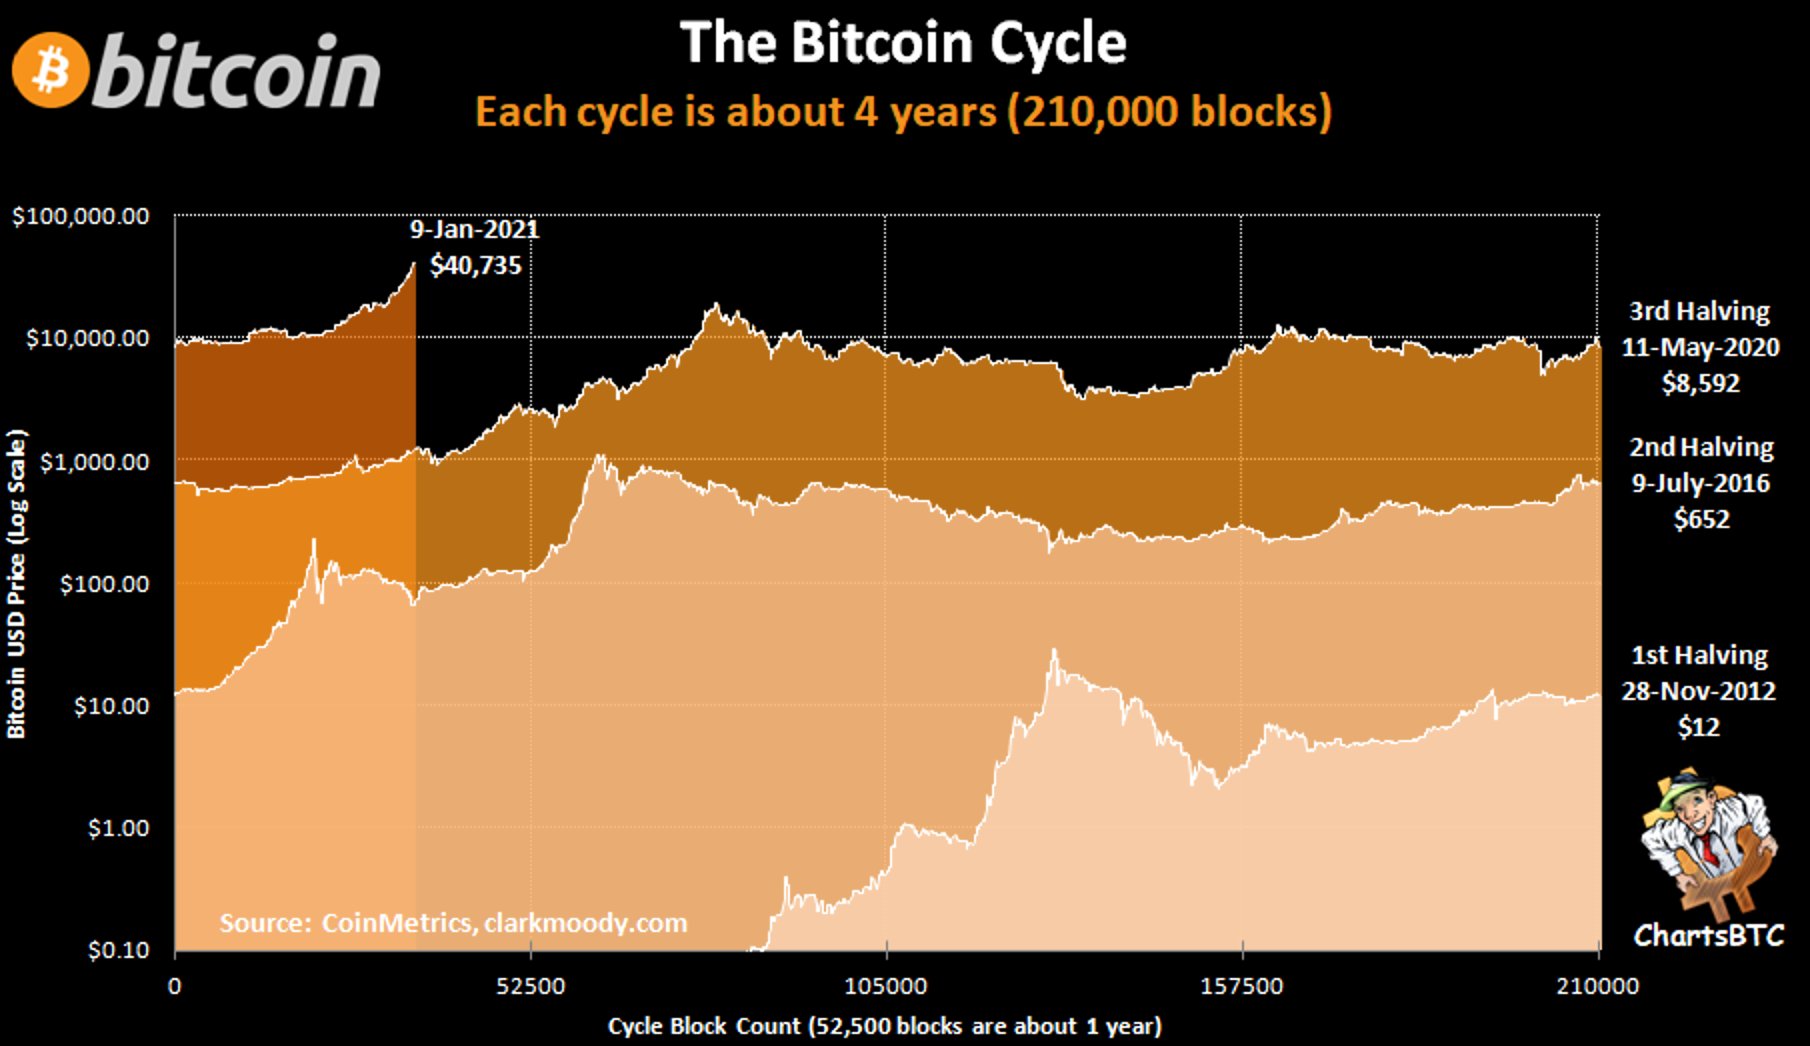 bitcoin
The Bitcoin Cycle
Each cycle is about 4 years (210,000 blocks)
$100,000.00
$10,000.00
$1,000.00
$100.00
$10.00
$1.00
$0.10
Bitcoin USD Price (Log Scale)
9-Jan-2021
$40,735
3rd Halving
11-May-2020
$8,592
2nd Halving
9-July-2016
$652
1st Halving
28-Nov-2012
$12
Source: CoinMetrics, clarkmoody.com
ChartsBTC
0
52500
105000
157500
210000
Cycle Block Count (52,500 blocks are about 1 year)